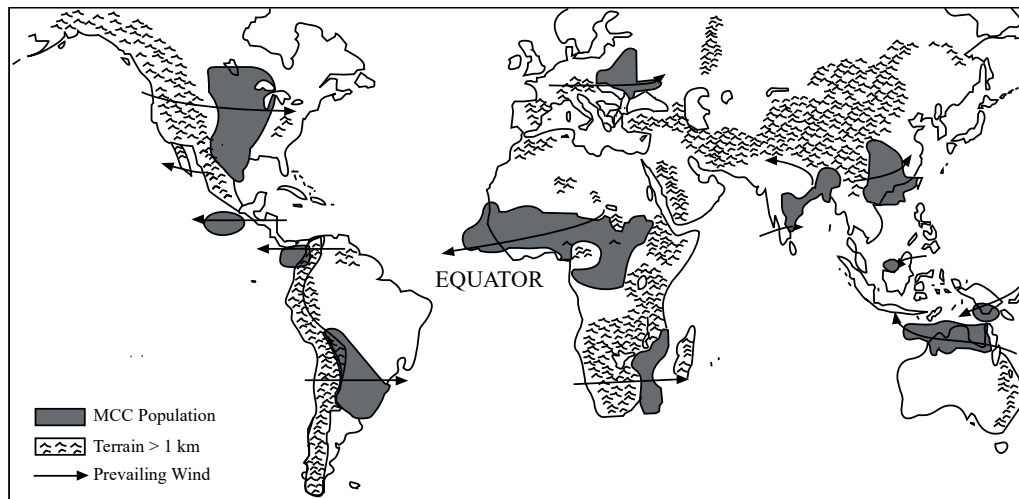 EQUATOR
MCC Population
Terrain > 1 km
Prevailing Wind